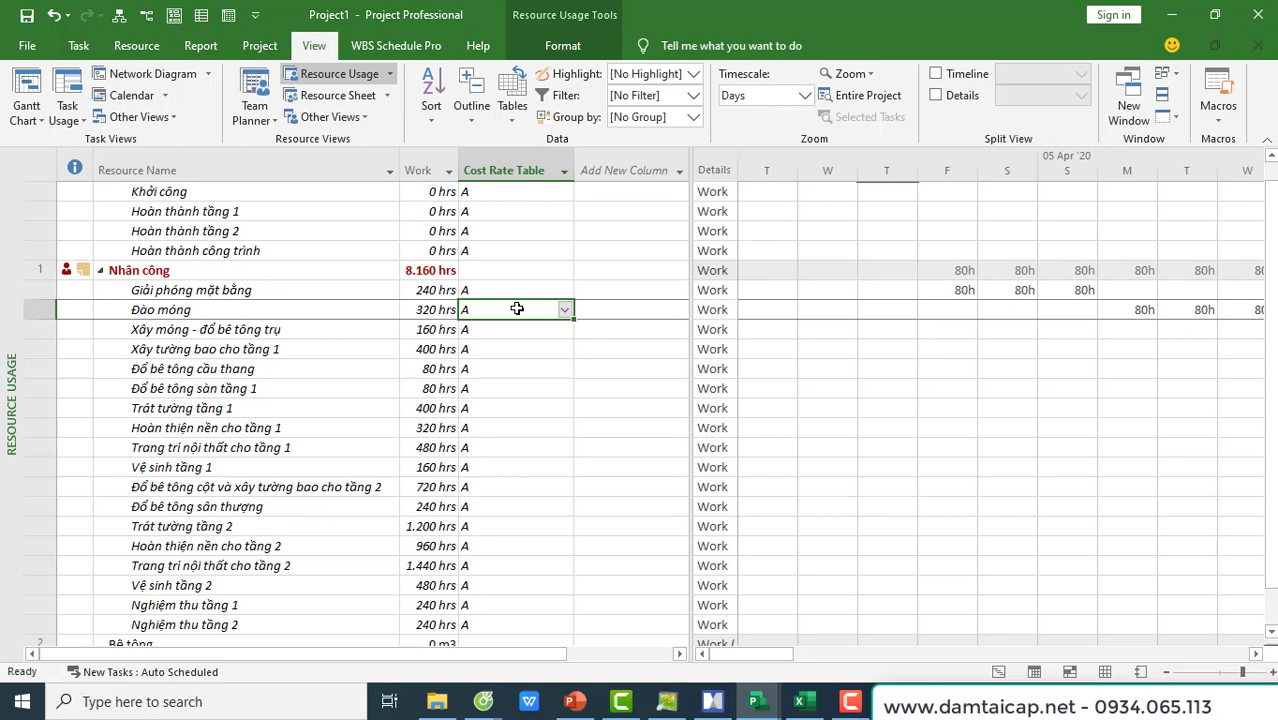 Project1 - Project Professional
Resource Usage Tools
Sign in
File Task Resource Report Project View WBS Schedule Pro Help Format Tell me what you want to do
Gantt Chart Task Usage Network Diagram Calendar Other Views Task Views
Team Planner Resource Usage Resource Sheet Other Views Resource Views
Sort Outline Tables Highlight: [No Highlight] Filter: [No Filter] Group by: [No Group] Data
Timescale: Days Zoom Entire Project Selected Tasks Zoom
Timeline Details Split View
New Window Window Macros Macros
05 Apr '20
Resource Name Work Cost Rate Table Add New Column Details T W T F S S M T W
Khởi công 0 hrs A Work
Hoàn thành tầng 1 0 hrs A Work
Hoàn thành tầng 2 0 hrs A Work
Hoàn thành công trình 0 hrs A Work
1 Nhân công 8.160 hrs Work 80h 80h 80h 80h 80h 80
Giải phóng mặt bằng 240 hrs A Work 80h 80h 80h
Đào móng 320 hrs A Work 80h 80h 80
Xây móng - đổ bê tông trụ 160 hrs A Work
Xây tường bao cho tầng 1 400 hrs A Work
Đổ bê tông cầu thang 80 hrs A Work
Đổ bê tông sàn tầng 1 80 hrs A Work
Trát tường tầng 1 400 hrs A Work
Hoàn thiện nền cho tầng 1 320 hrs A Work
Trang trí nội thất cho tầng 1 480 hrs A Work
Vệ sinh tầng 1 160 hrs A Work
Đổ bê tông cột và xây tường bao cho tầng 2 720 hrs A Work
Đổ bê tông sân thượng 240 hrs A Work
Trát tường tầng 2 1.200 hrs A Work
Hoàn thiện nền cho tầng 2 960 hrs A Work
Trang trí nội thất cho tầng 2 1.440 hrs A Work
Vệ sinh tầng 2 480 hrs A Work
Nghiệm thu tầng 1 240 hrs A Work
Nghiệm thu tầng 2 240 hrs A Work
2 Bê tông 0 m3 Work (
RESOURCE USAGE
Ready New Tasks : Auto Scheduled
Type here to search
www.damtaicap.net - 0934.065.113